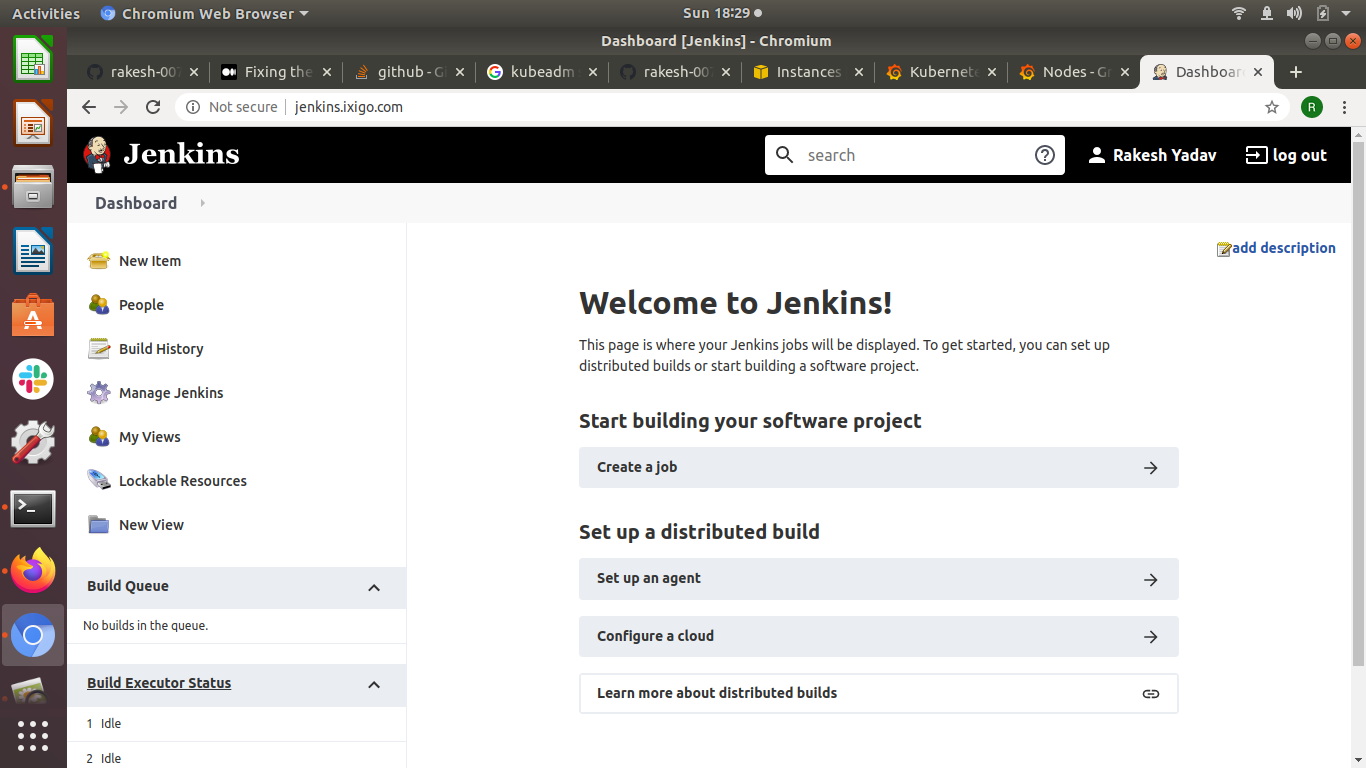 Activities Chromium Web Browser Sun 18:29
Dashboard [Jenkins] - Chromium
rakesh-007 Fixing the github - G kubeadm rakesh-007 Instances Kubernete Nodes - Gr Dashboard
Not secure jenkins.ixigo.com R
Jenkins search Rakesh Yadav log out
Dashboard
add description
New Item
People
Build History
Manage Jenkins
My Views
Lockable Resources
New View
Build Queue
No builds in the queue.
Build Executor Status
1 Idle
2 Idle
Welcome to Jenkins!
This page is where your Jenkins jobs will be displayed. To get started, you can set up
distributed builds or start building a software project.
Start building your software project
Create a job
Set up a distributed build
Set up an agent
Configure a cloud
Learn more about distributed builds